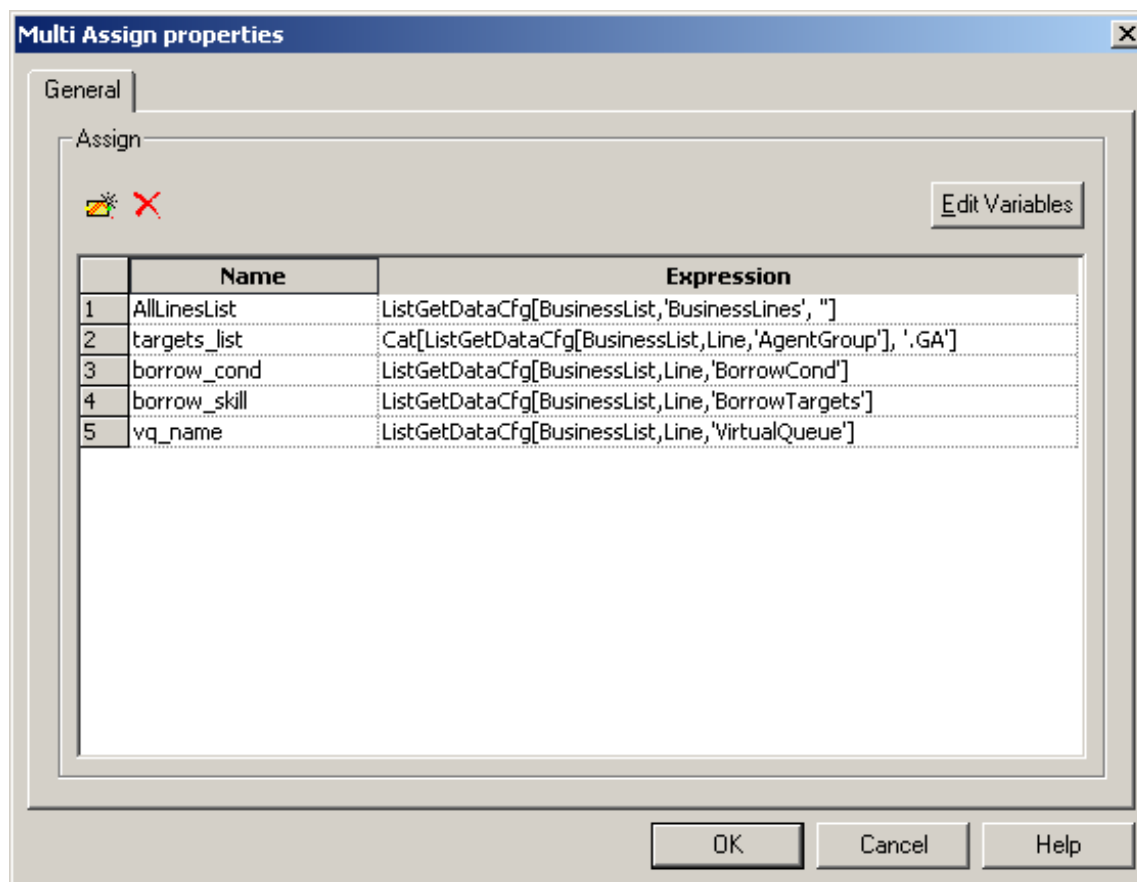 Multi Assign properties
General
Assign
Edit Variables
Name Expression
1 AllLinesList ListGetDataCfg[BusinessList,'BusinessLines', '']
2 targets_list Cat[ListGetDataCfg[BusinessList,Line,'AgentGroup'], '.GA']
3 borrow_cond ListGetDataCfg[BusinessList,Line,'BorrowCond']
4 borrow_skill ListGetDataCfg[BusinessList,Line,'BorrowTargets']
5 vq_name ListGetDataCfg[BusinessList,Line,'VirtualQueue']
OK Cancel Help